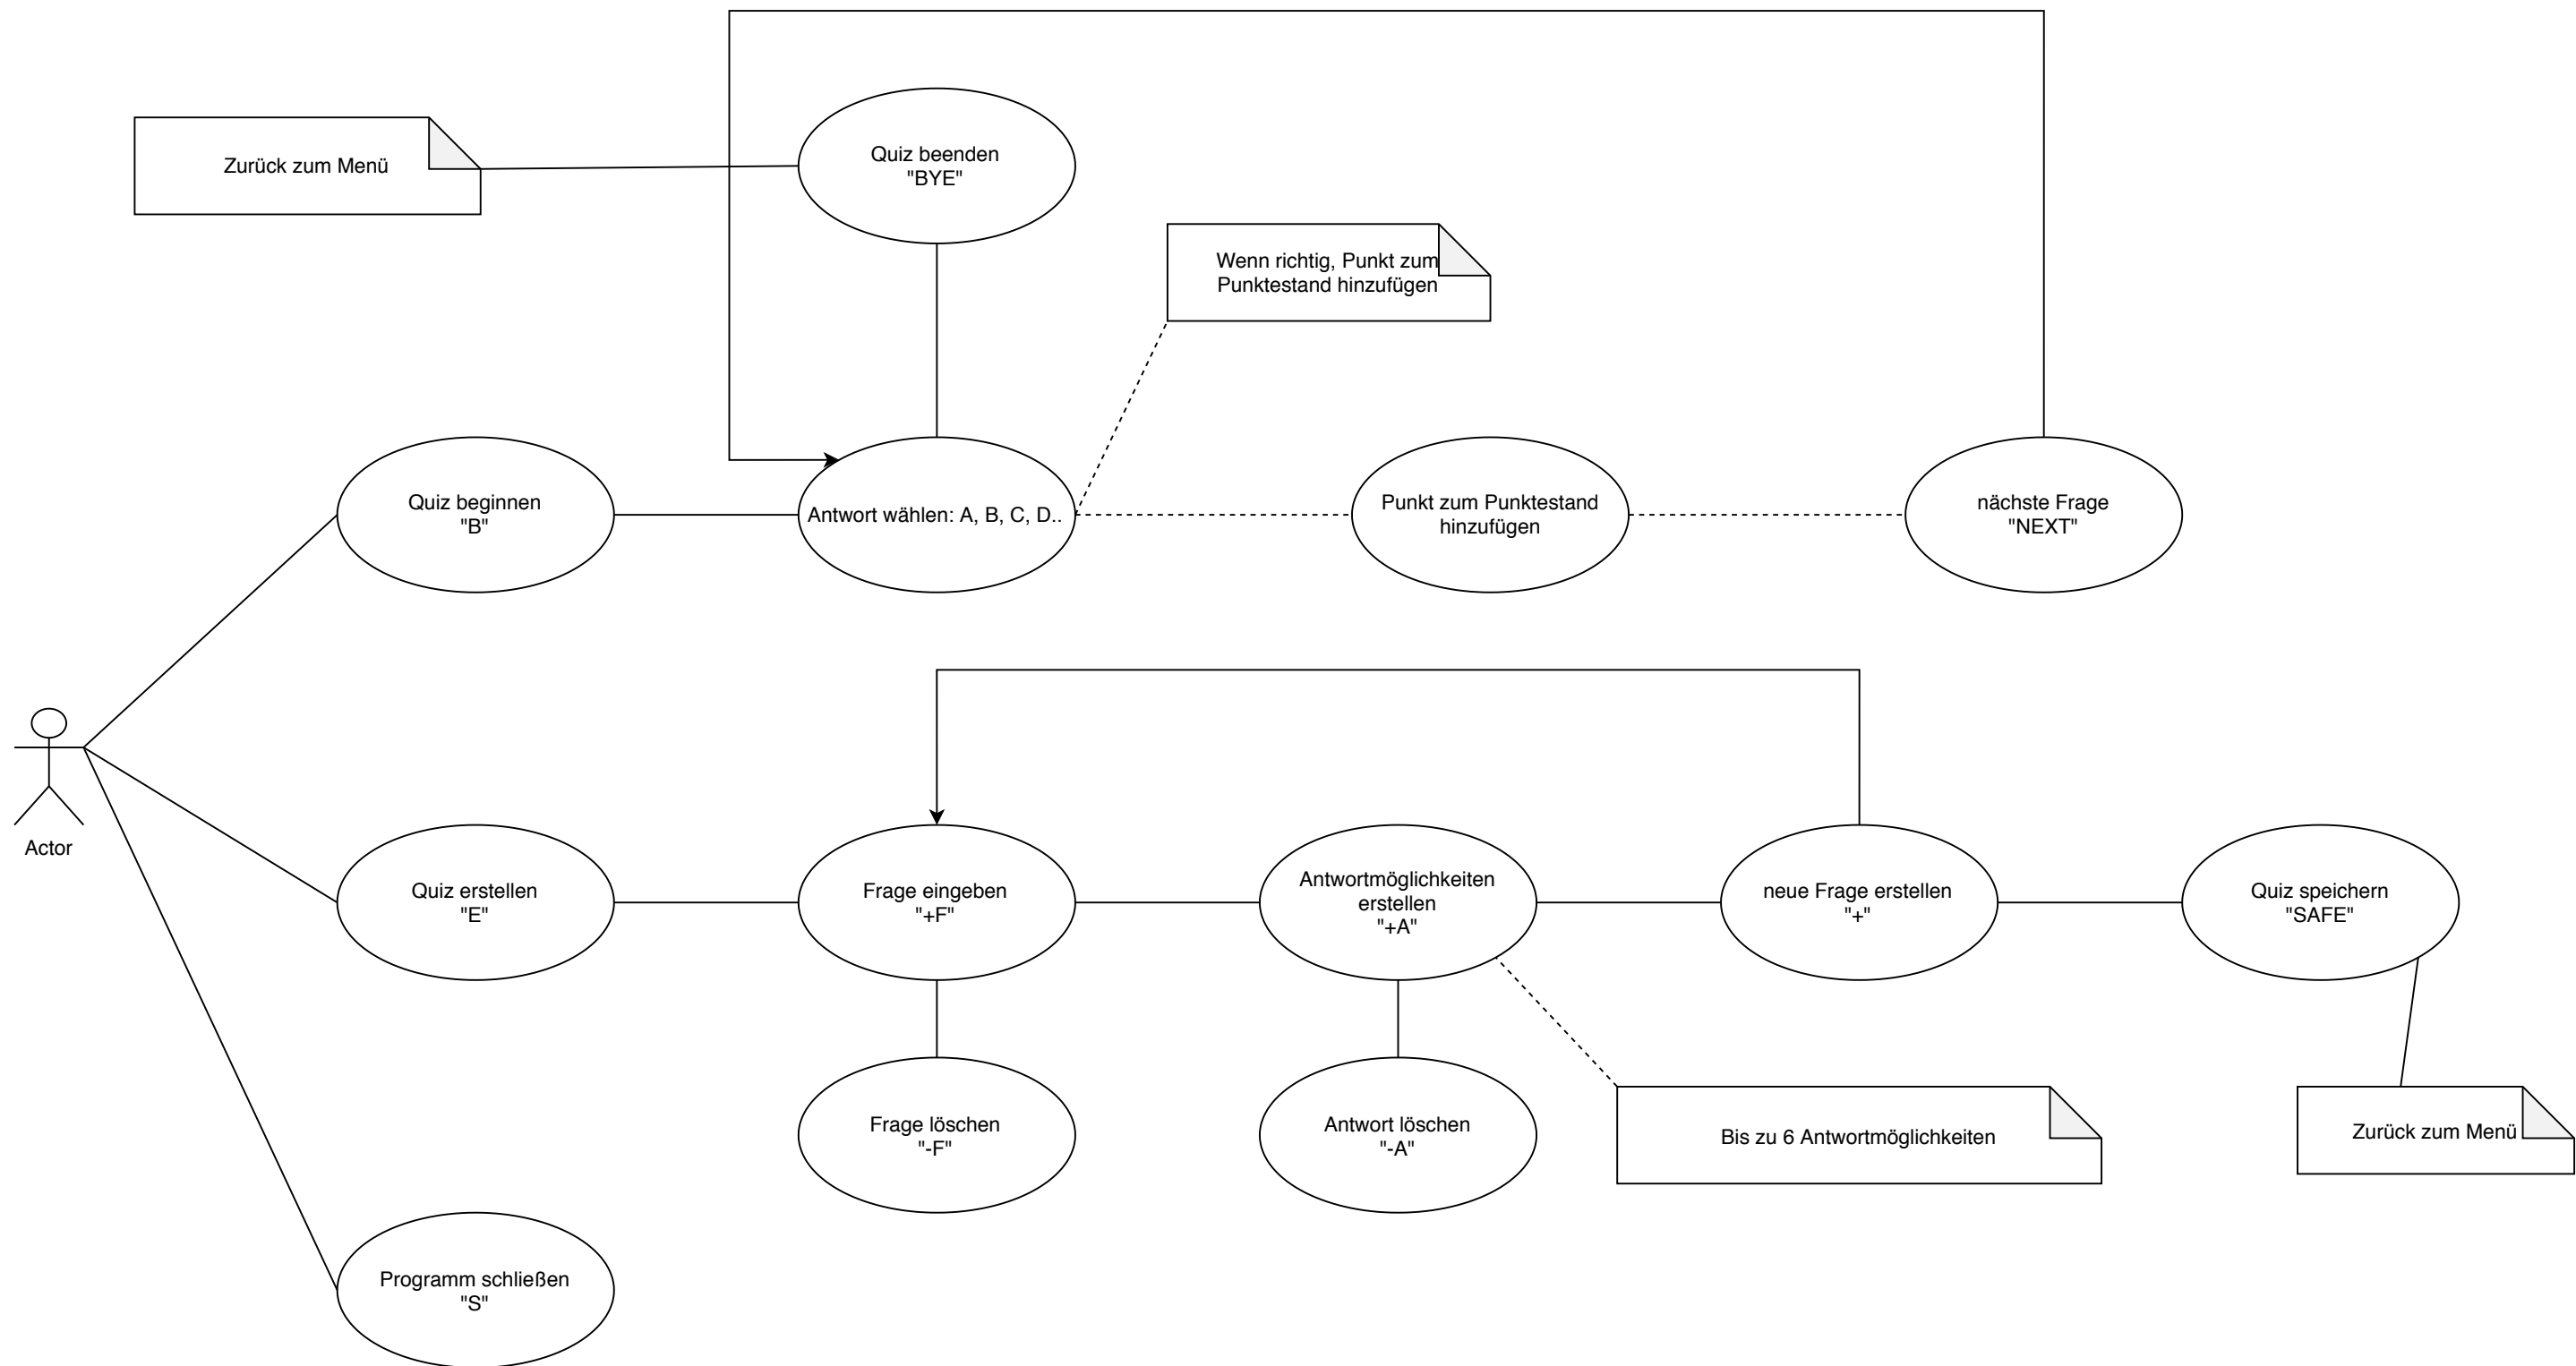 Quiz beenden
"BYE"
Zurück zum Menü
Wenn richtig, Punkt zum
Punktestand hinzufügen
Quiz beginnen
"B"
Antwort wählen: A, B, C, D..
Punkt zum Punktestand
hinzufügen
nächste Frage
"NEXT"
Actor
Quiz erstellen
"E"
Frage eingeben
"+F"
Antwortmöglichkeiten
erstellen
"+A"
neue Frage erstellen
"+"
Quiz speichern
"SAFE"
Frage löschen
"-F"
Antwort löschen
"-A"
Bis zu 6 Antwortmöglichkeiten
Zurück zum Menü
Programm schließen
"S"